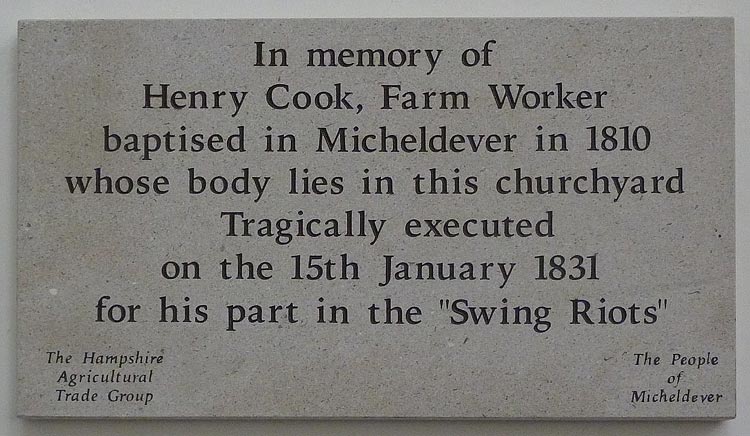 In memory of
Henry Cook, Farm Worker
baptised in Micheldever in 1810
whose body lies in this churchyard
Tragically executed
on the 15th January 1831
for his part in the "Swing Riots"
The Hampshire
Agricultural
Trade Group
The People
of
Micheldever